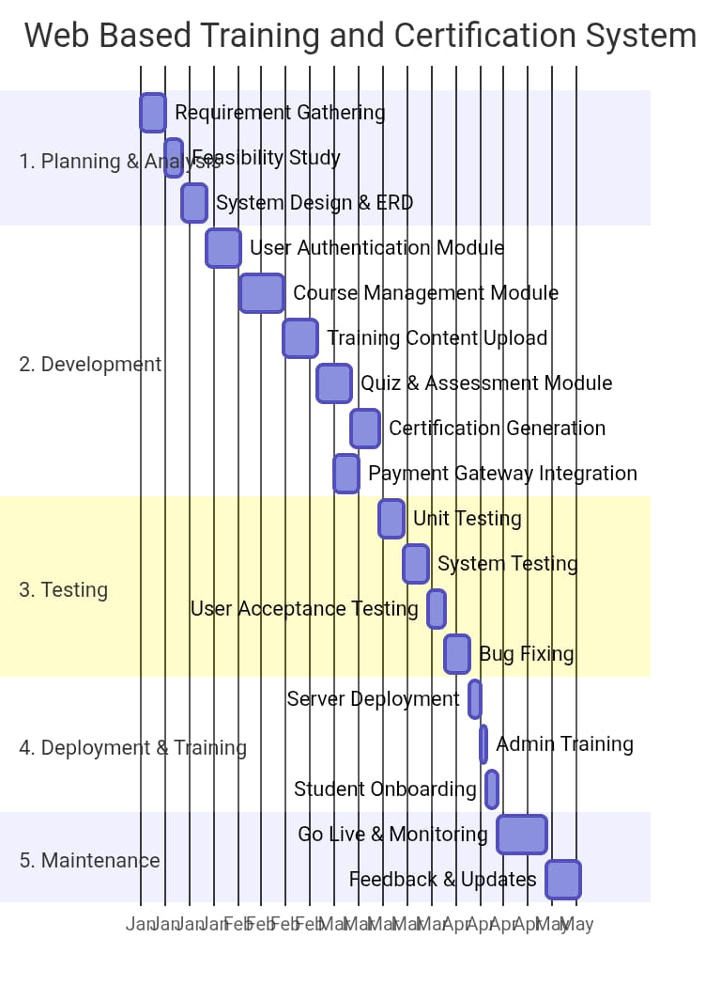 Web Based Training and Certification System
Requirement Gathering
1. Planning & Analysis
Feasibility Study
System Design & ERD
User Authentication Module
Course Management Module
Training Content Upload
2. Development
Quiz & Assessment Module
Certification Generation
Payment Gateway Integration
Unit Testing
System Testing
3. Testing
User Acceptance Testing
Bug Fixing
Server Deployment
4. Deployment & Training
Admin Training
Student Onboarding
Go Live & Monitoring
5. Maintenance
Feedback & Updates
Jan Jan Jan Jan Feb Feb Feb Feb Mar Mar Mar Mar Mar Apr Apr Apr Apr May May